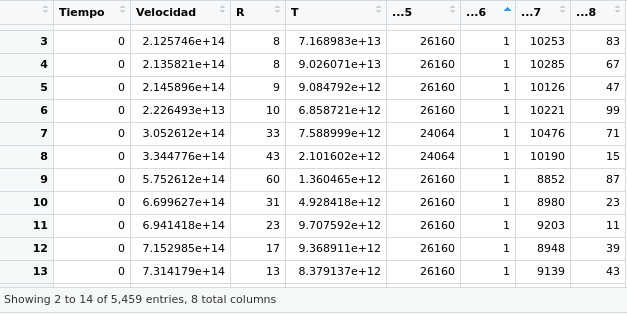 Tiempo Velocidad R T ...5 ...6 ...7 ...8
3 0 2.125746e+14 8 7.168983e+13 26160 1 10253 83
4 0 2.135821e+14 8 9.026071e+13 26160 1 10285 67
5 0 2.145896e+14 9 9.084792e+12 26160 1 10126 47
6 0 2.226493e+13 10 6.858721e+12 26160 1 10221 99
7 0 3.052612e+14 33 7.588999e+12 24064 1 10476 71
8 0 3.344776e+14 43 2.101602e+12 24064 1 10190 15
9 0 5.752612e+14 60 1.360465e+12 26160 1 8852 87
10 0 6.699627e+14 31 4.928418e+12 26160 1 8980 23
11 0 6.941418e+14 23 9.707592e+12 26160 1 9203 11
12 0 7.152985e+14 17 9.368911e+12 26160 1 8948 39
13 0 7.314179e+14 13 8.379137e+12 26160 1 9139 43
Showing 2 to 14 of 5,459 entries, 8 total columns